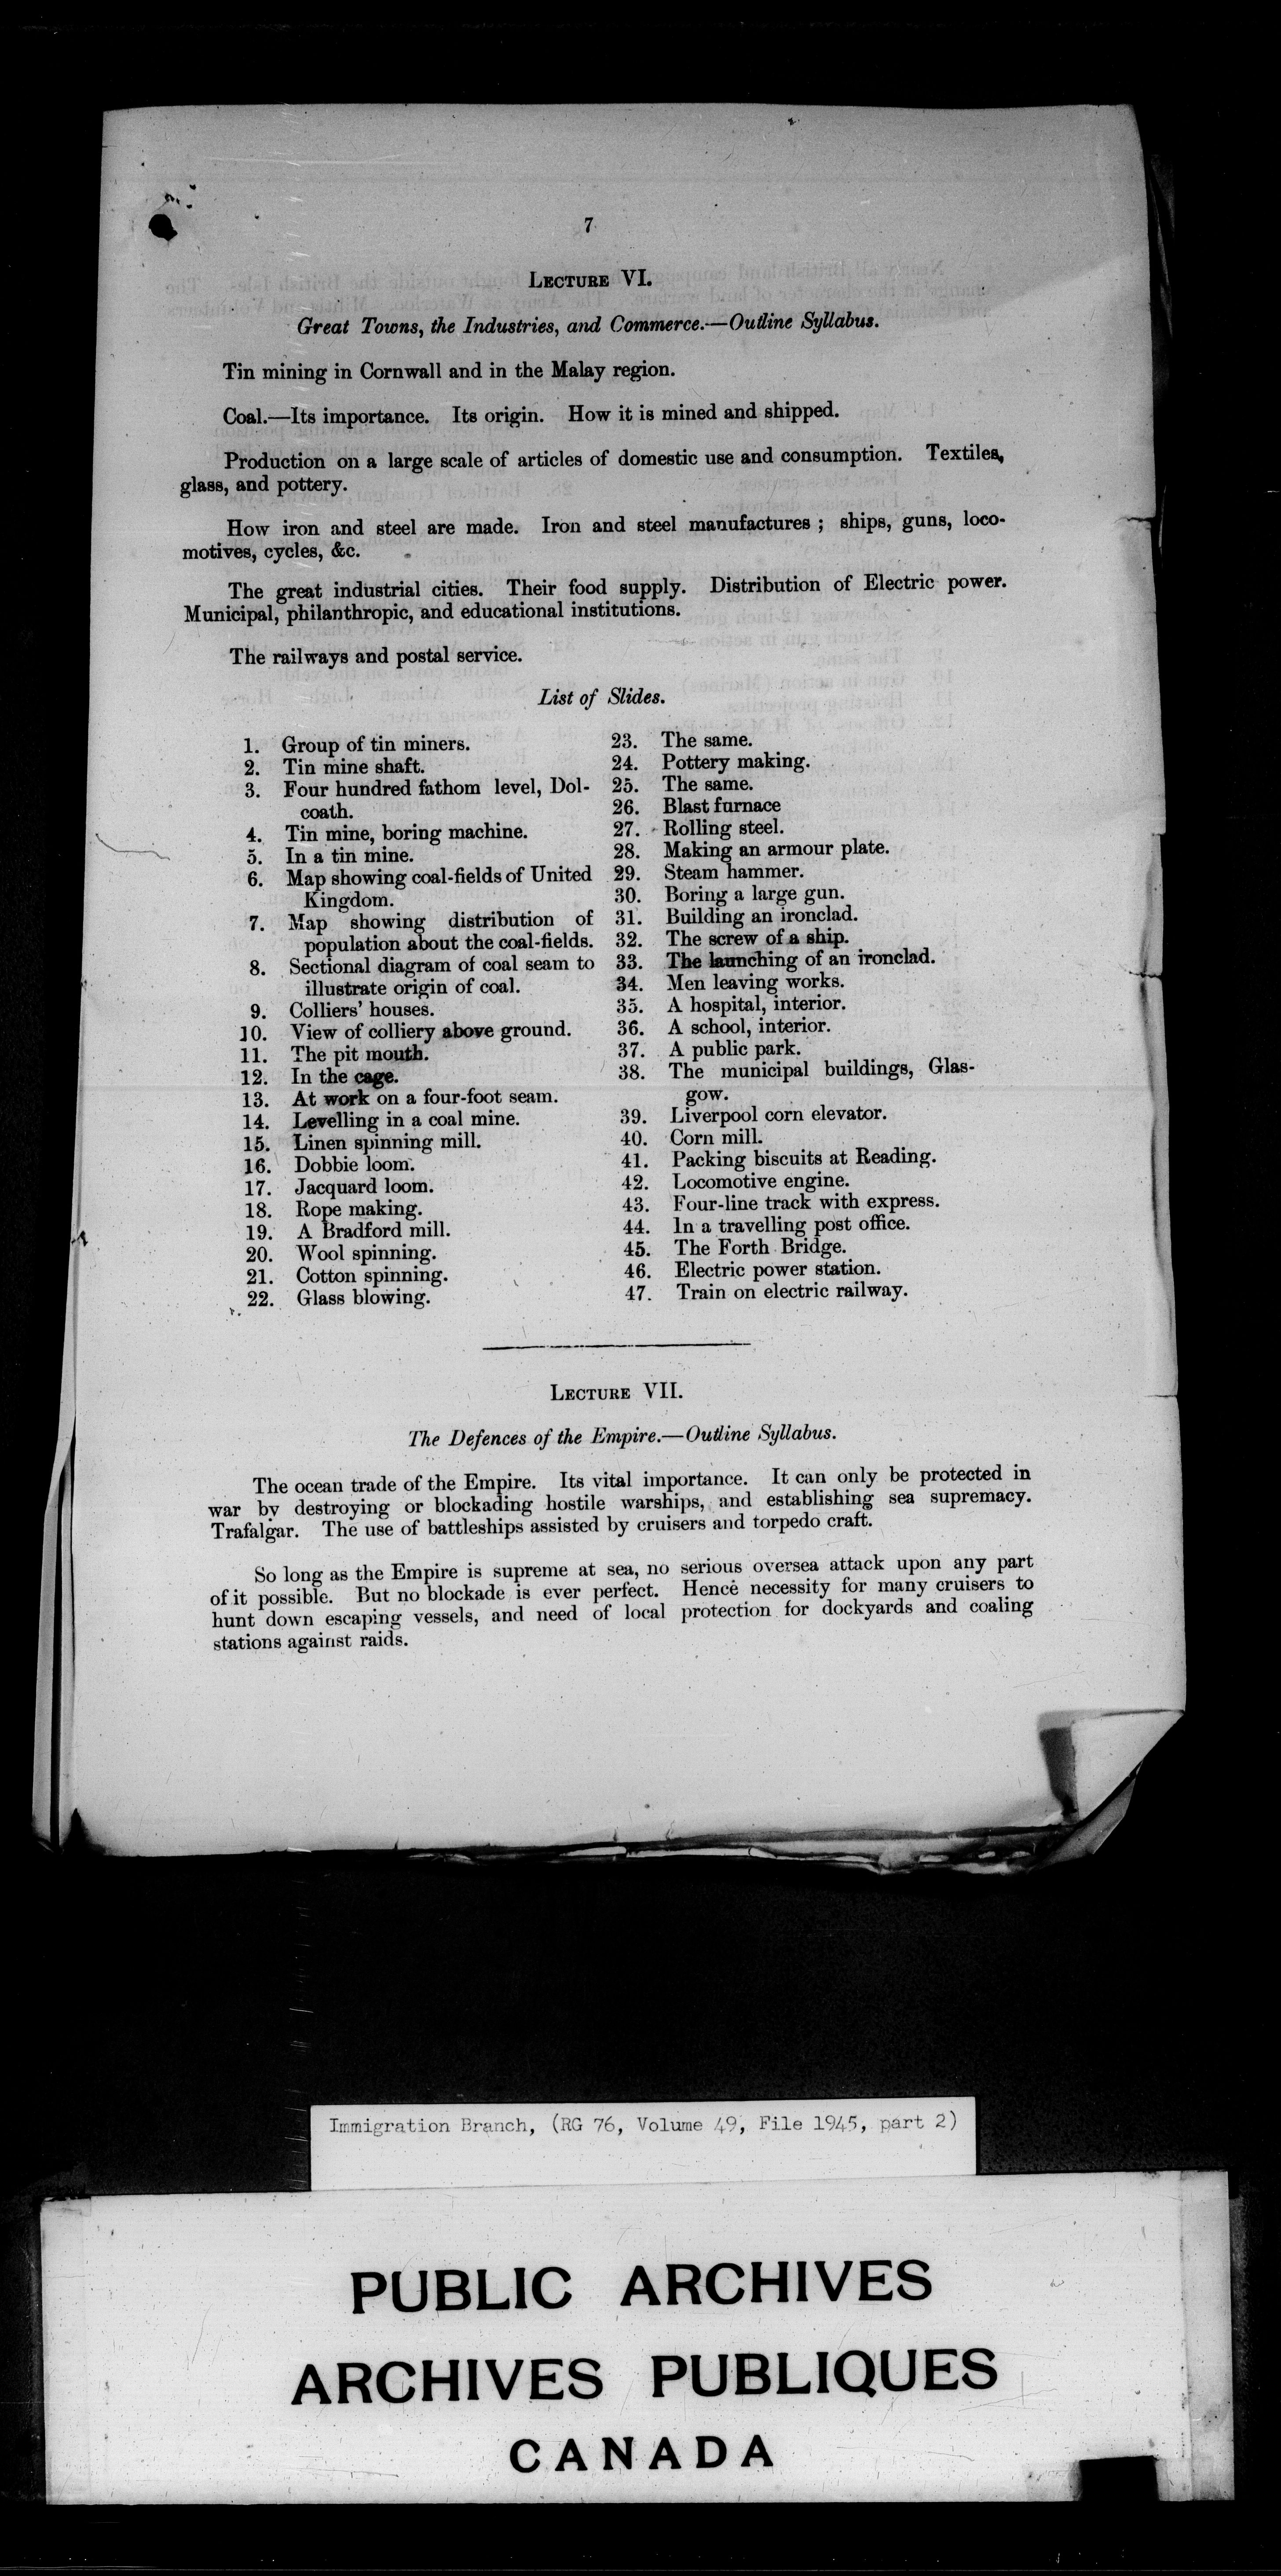 7
LECTURE VI.
Great Towns, the Industries, and Commerce.—Outline Syllabus.
Tin mining in Cornwall and in the Malay region.
Coal.—Its importance. Its origin. How it is mined and shipped.
Production on a large scale of articles of domestic use and consumption. Textiles,
glass, and pottery.
How iron and steel are made. Iron and steel manufactures ; ships, guns, loco-
motives, cycles, &c.
The great industrial cities. Their food supply. Distribution of Electric power.
Municipal, philanthropic, and educational institutions.
The railways and postal service.
List of Slides.
1. Group of tin miners.
2. Tin mine shaft.
3. Four hundred fathom level, Dol-
coath.
4. Tin mine, boring machine.
5. In a tin mine.
6. Map showing coal-fields of United
Kingdom.
7. Map showing distribution of
population about the coal-fields.
8. Sectional diagram of coal seam to
illustrate origin of coal.
9. Colliers' houses.
10. View of colliery above ground.
11. The pit mouth.
12. In the cage.
13. At work on a four-foot seam.
14. Levelling in a coal mine.
15. Linen spinning mill.
16. Dobbie loom.
17. Jacquard loom.
18. Rope making.
19. A Bradford mill.
20. Wool spinning.
21. Cotton spinning.
22. Glass blowing.
23. The same.
24. Pottery making.
25. The same.
26. Blast furnace
27. Rolling steel.
28. Making an armour plate.
29. Steam hammer.
30. Boring a large gun.
31. Building an ironclad.
32. The screw of a ship.
33. The launching of an ironclad.
34. Men leaving works.
35. A hospital, interior.
36. A school, interior.
37. A public park.
38. The municipal buildings, Glas-
gow.
39. Liverpool corn elevator.
40. Corn mill.
41. Packing biscuits at Reading.
42. Locomotive engine.
43. Four-line track with express.
44. In a travelling post office.
45. The Forth Bridge.
46. Electric power station.
47. Train on electric railway.
LECTURE VII.
The Defences of the Empire.—Outline Syllabus.
The ocean trade of the Empire. Its vital importance. It can only be protected in
war by destroying or blockading hostile warships, and establishing sea supremacy.
Trafalgar. The use of battleships assisted by cruisers and torpedo craft.
So long as the Empire is supreme at sea, no serious oversea attack upon any part
of it possible. But no blockade is ever perfect. Hence necessity for many cruisers to
hunt down escaping vessels, and need of local protection for dockyards and coaling
stations against raids.
Immigration Branch, (RG 76, Volume 49, File 1945, part 2)
PUBLIC ARCHIVES
ARCHIVES PUBLIQUES
CANADA